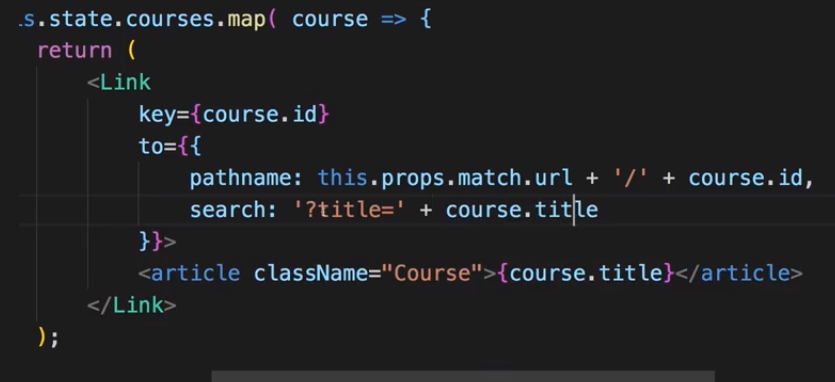 .s.state.courses.map( course => {
return (
<Link
key={course.id}
to={{
pathname: this.props.match.url + '/' + course.id,
search: '?title=' + course.title
}}>
<article className="Course">{course.title}</article>
</Link>
);